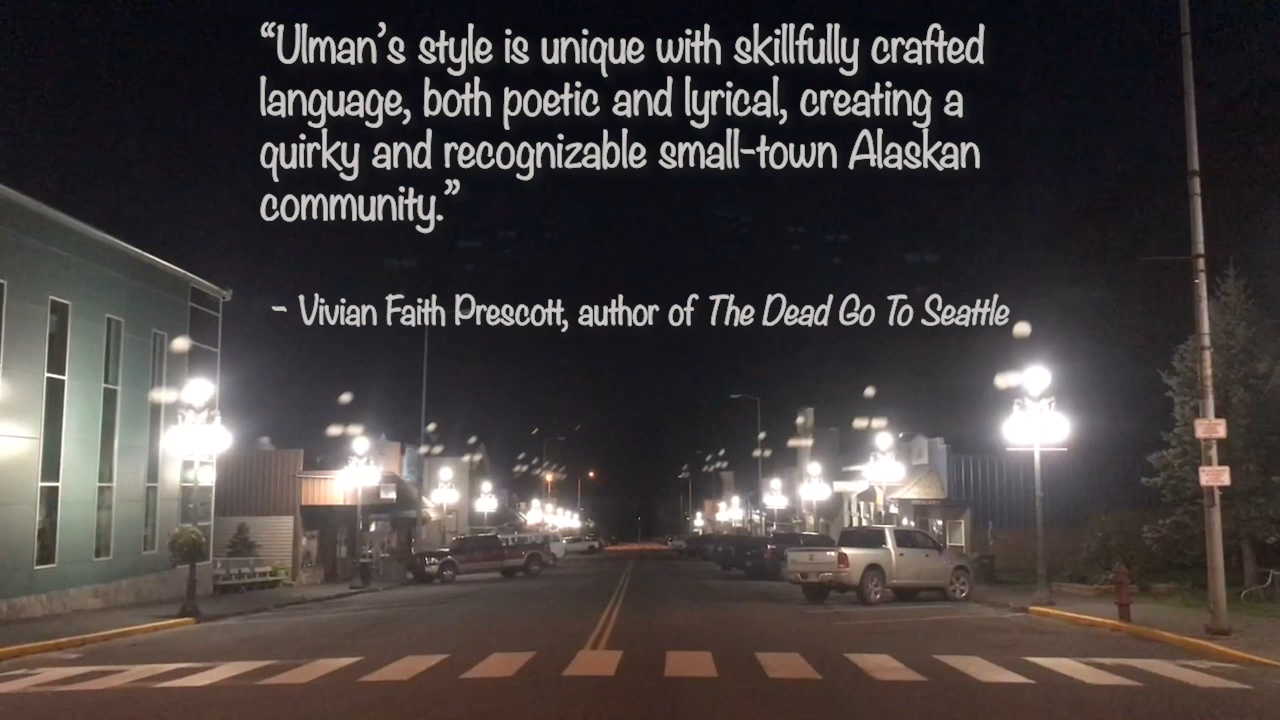 “Ulman’s style is unique with skillfully crafted
language, both poetic and lyrical, creating a
quirky and recognizable small-town Alaskan
community.”
- Vivian Faith Prescott, author of The Dead Go To Seattle